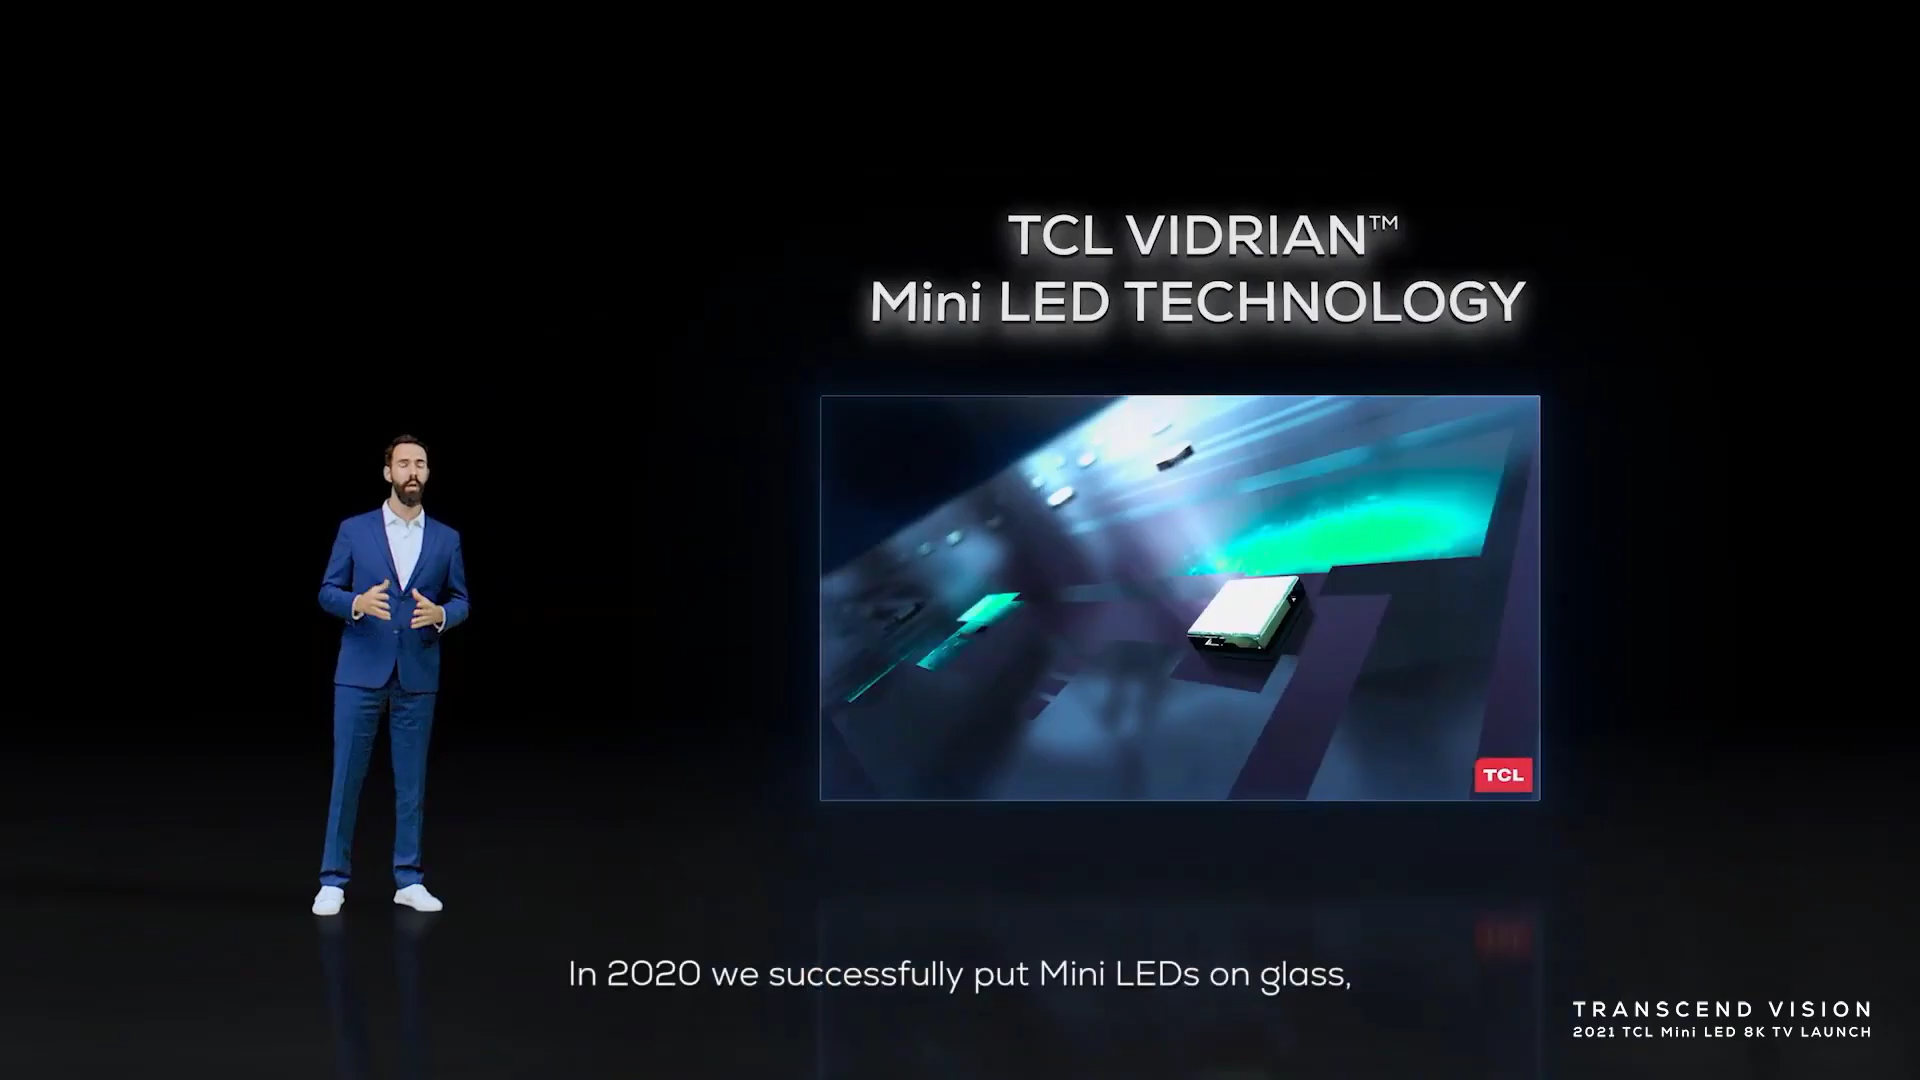 TCL VIDRIAN™
Mini LED TECHNOLOGY
TCL
In 2020 we successfully put Mini LEDs on glass,
TRANSCEND VISION
2021 TCL Mini LED 8K TV LAUNCH